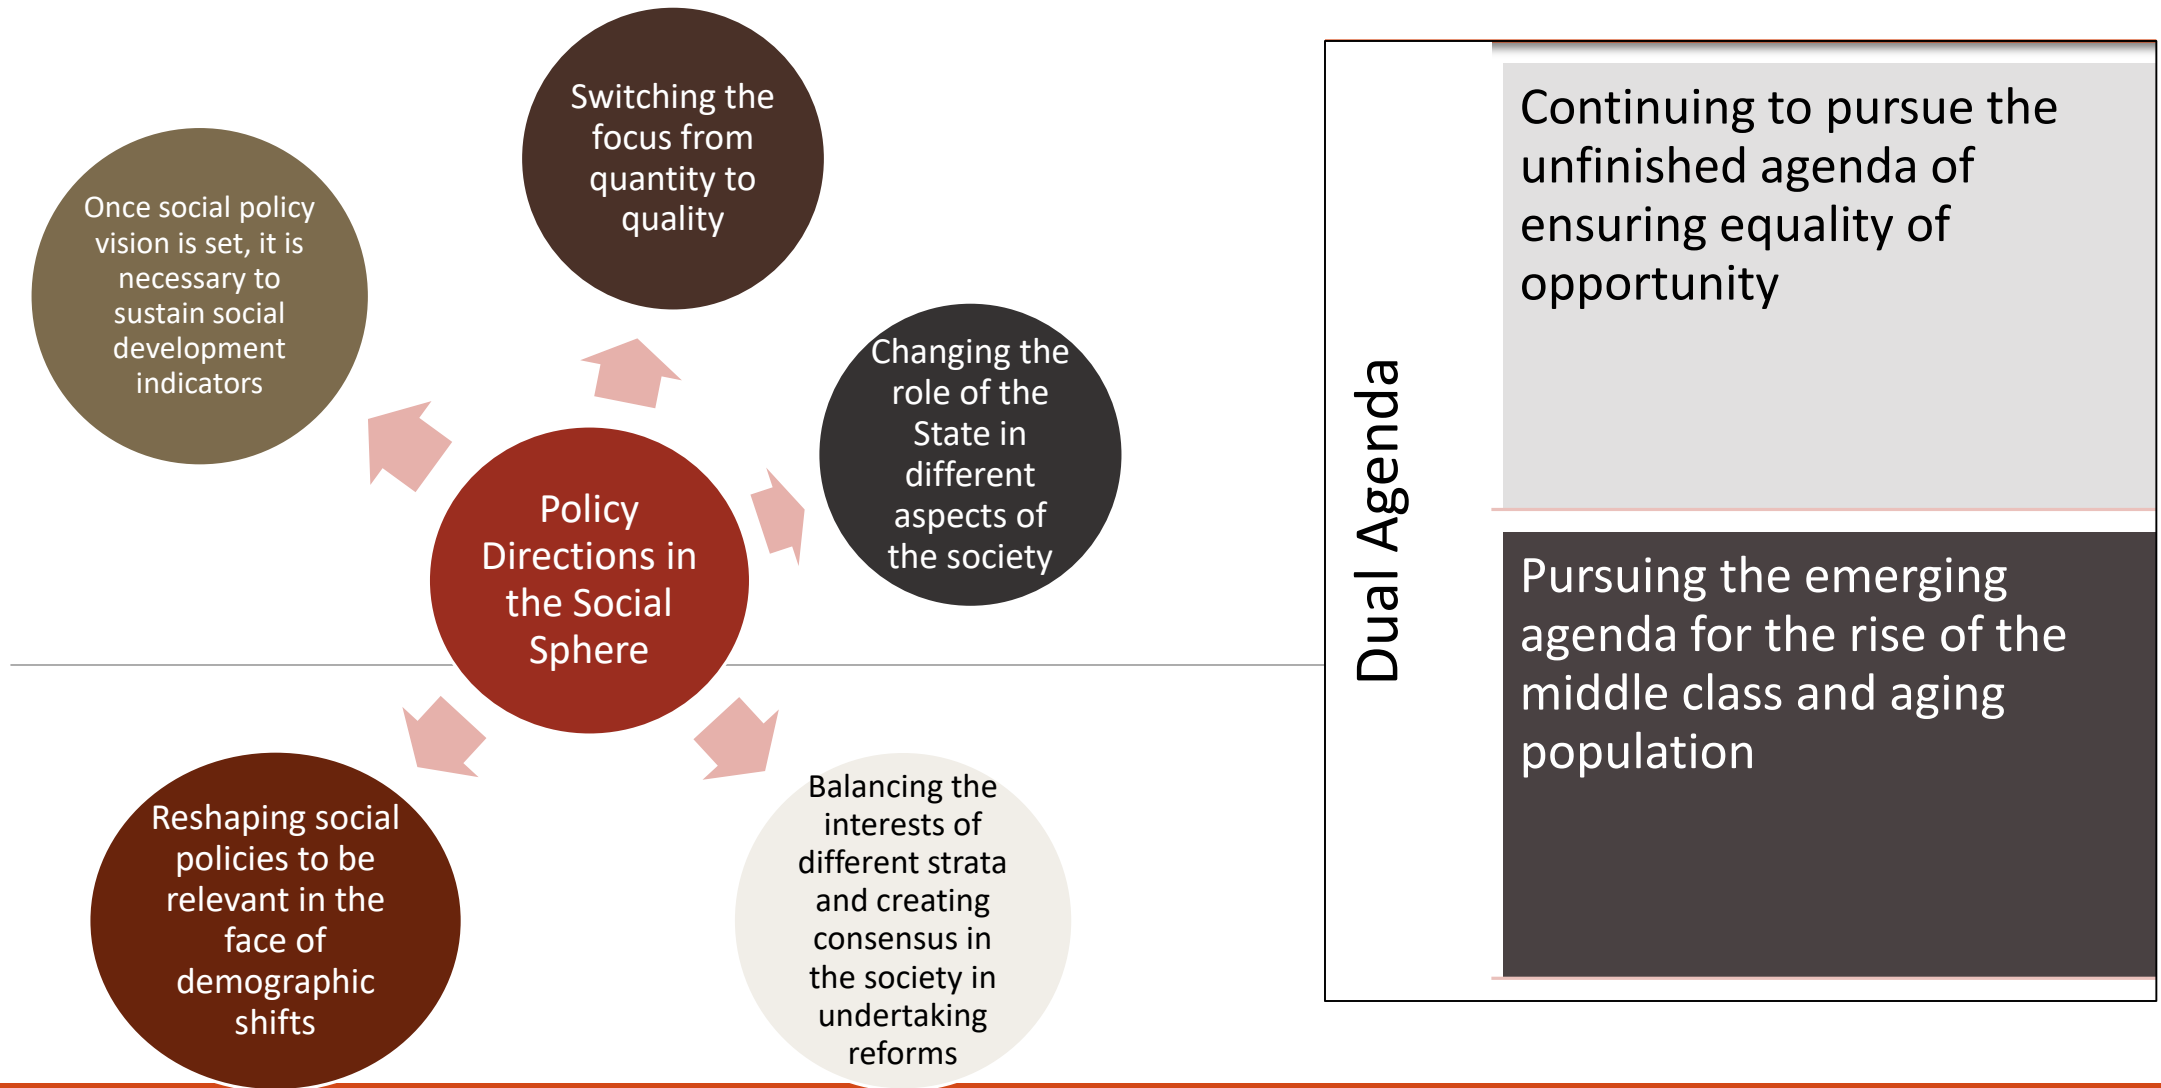 Switching the
focus from
quantity to
quality
Once social policy
vision is set, it is
necessary to
sustain social
development
indicators
Changing the
role of the
State in
different
aspects of
the society
Policy
Directions in
the Social
Sphere
Reshaping social
policies to be
relevant in the
face of
demographic
shifts
Balancing the
interests of
different strata
and creating
consensus in
the society in
undertaking
reforms
Dual Agenda
Continuing to pursue the
unfinished agenda of
ensuring equality of
opportunity
Pursuing the emerging
agenda for the rise of the
middle class and aging
population